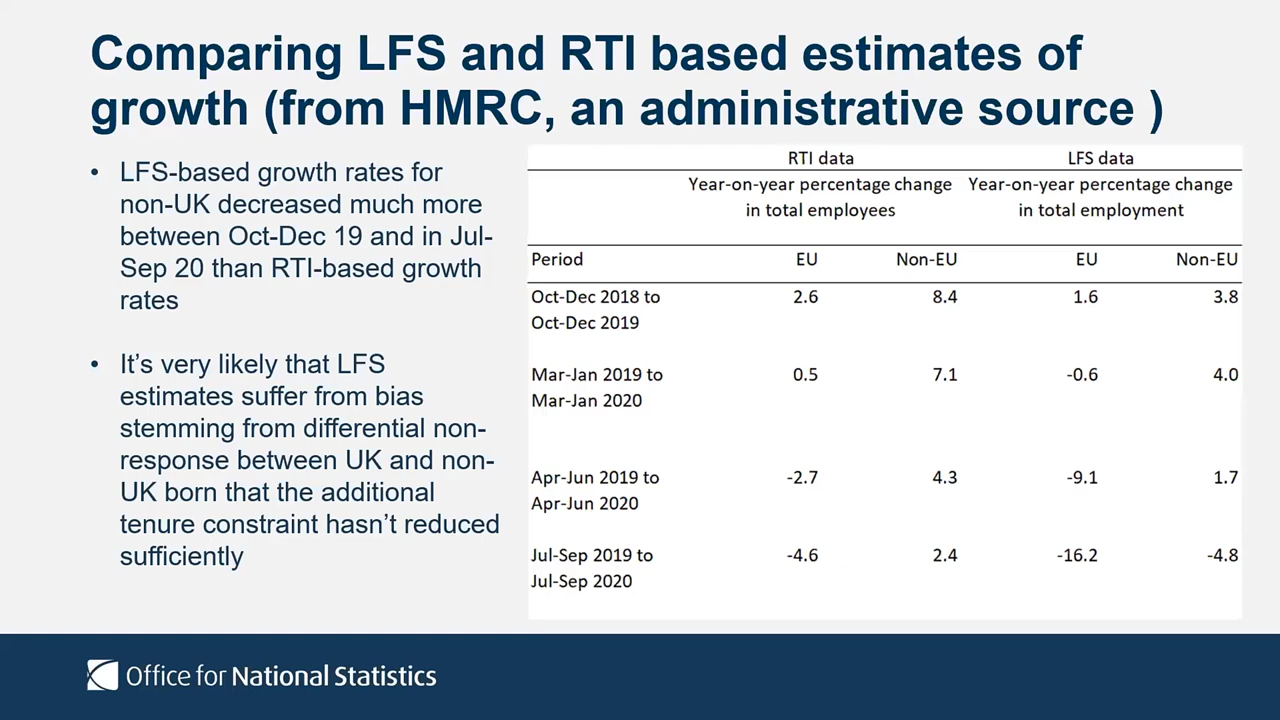 Comparing LFS and RTI based estimates of
growth (from HMRC, an administrative source )
• LFS-based growth rates for
non-UK decreased much more
between Oct-Dec 19 and in Jul-
Sep 20 than RTI-based growth
rates
• It’s very likely that LFS
estimates suffer from bias
stemming from differential non-
response between UK and non-
UK born that the additional
tenure constraint hasn’t reduced
sufficiently
RTI data LFS data
Year-on-year percentage change Year-on-year percentage change
in total employees in total employment
Period EU Non-EU EU Non-EU
Oct-Dec 2018 to 2.6 8.4 1.6 3.8
Oct-Dec 2019
Mar-Jan 2019 to 0.5 7.1 -0.6 4.0
Mar-Jan 2020
Apr-Jun 2019 to -2.7 4.3 -9.1 1.7
Apr-Jun 2020
Jul-Sep 2019 to -4.6 2.4 -16.2 -4.8
Jul-Sep 2020
Office for National Statistics